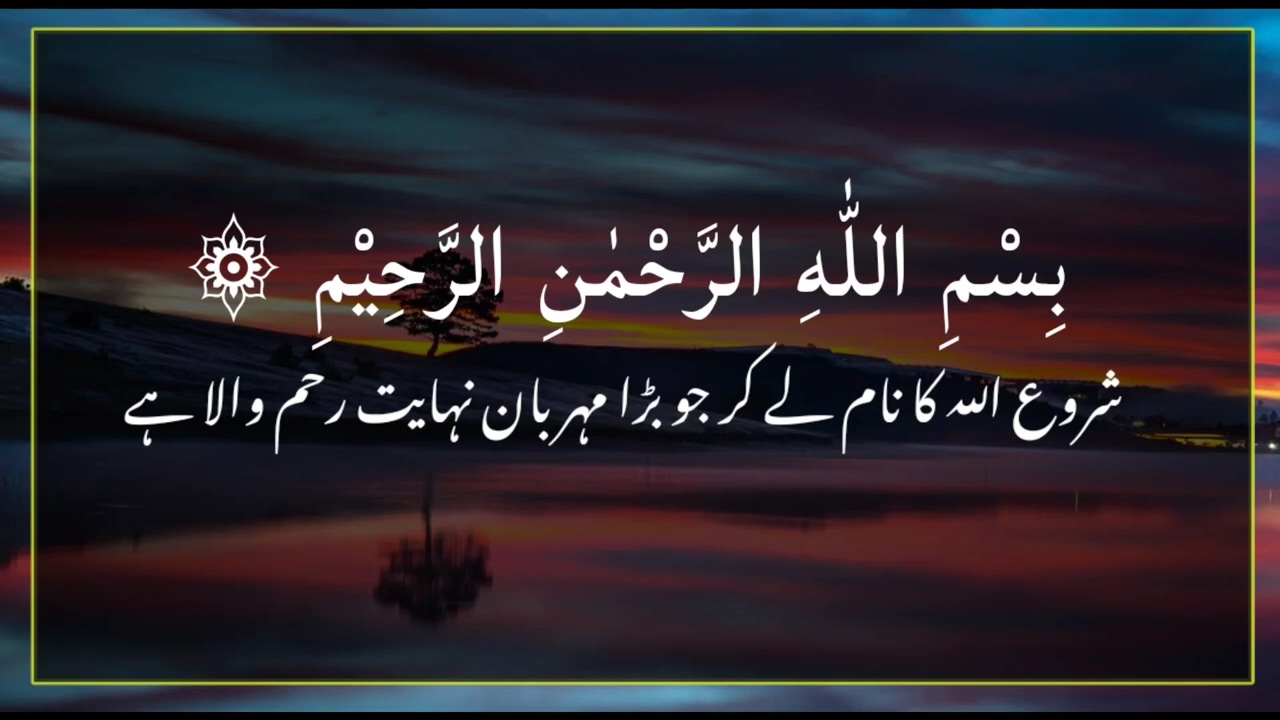 بِسْمِ اللّٰهِ الرَّحْمٰنِ الرَّحِيْمِ ۞
شروع اللہ کا نام لے کر جو بڑا مہربان نہایت رحم والا ہے